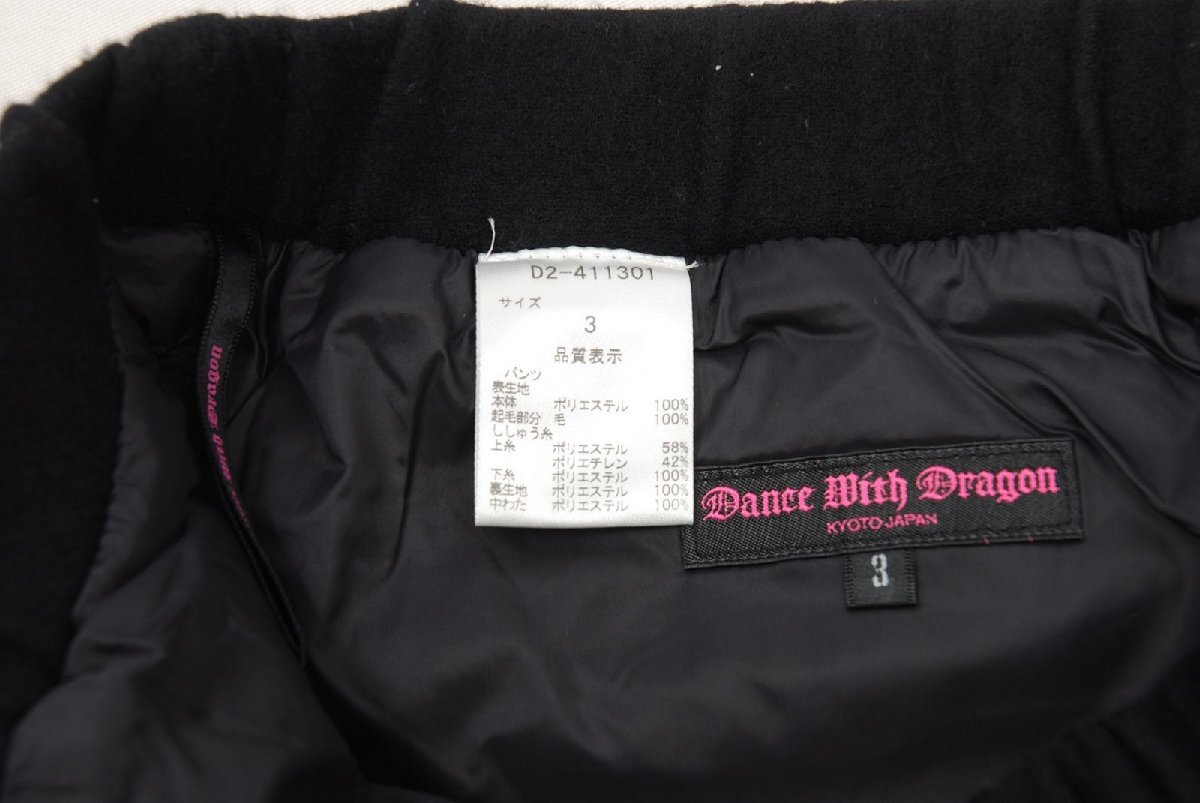 D2-411301
サイズ
3
品質表示
パンツ
表生地
本体 ポリエステル 100%
起毛部分 毛 100%
ししゅう糸
上糸 ポリエステル 58%
ポリエチレン 42%
下糸 ポリエステル 100%
裏生地 ポリエステル 100%
中わた ポリエステル 100%
Dance With Dragon
KYOTO-JAPAN
3
Dragon